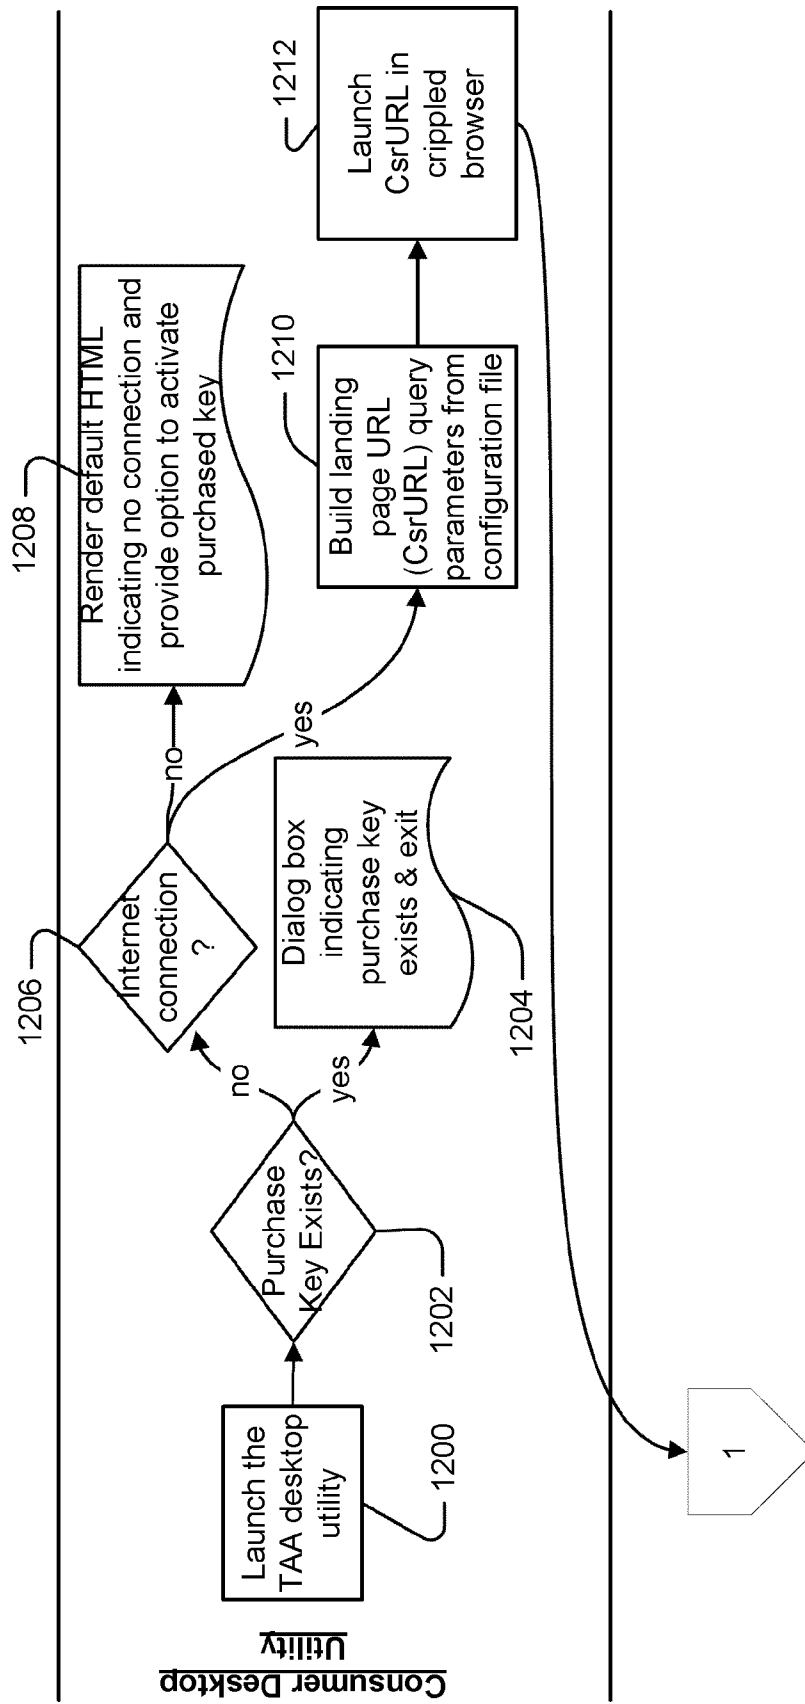 Consumer Desktop
Utility
Launch the
TAA desktop
utility
1200
Purchase
Key Exists?
1202
no
yes
Dialog box
indicating
purchase key
exists & exit
1204
1206
Internet
connection
?
no
yes
1208
Render default HTML
indicating no connection and
provide option to activate
purchased key
1210
Build landing
page URL
(CsrURL) query
parameters from
configuration file
1212
Launch
CsrURL in
crippled
browser
1